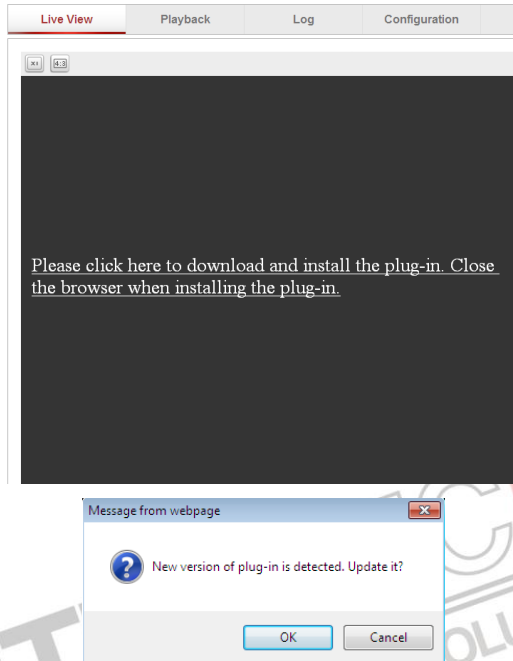 Live View Playback Log Configuration
x1 4:3
Please click here to download and install the plug-in. Close
the browser when installing the plug-in.
Message from webpage
New version of plug-in is detected. Update it?
OK Cancel